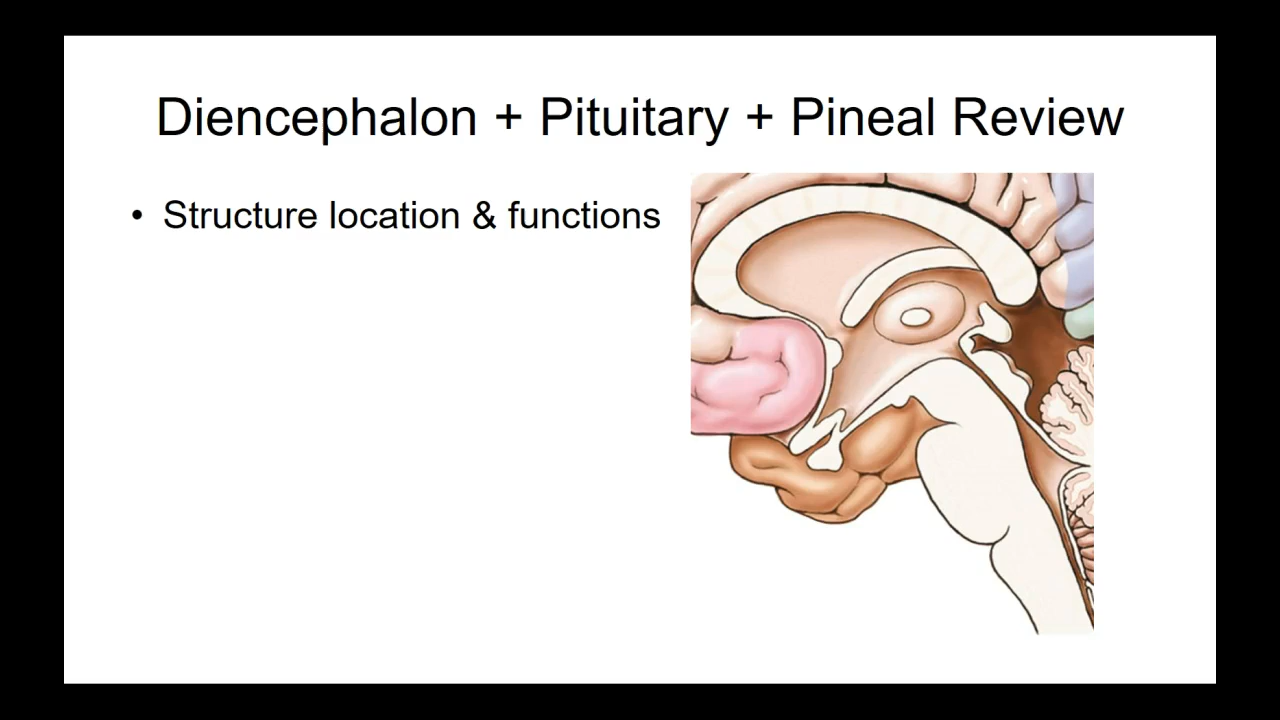 Diencephalon + Pituitary + Pineal Review
• Structure location & functions